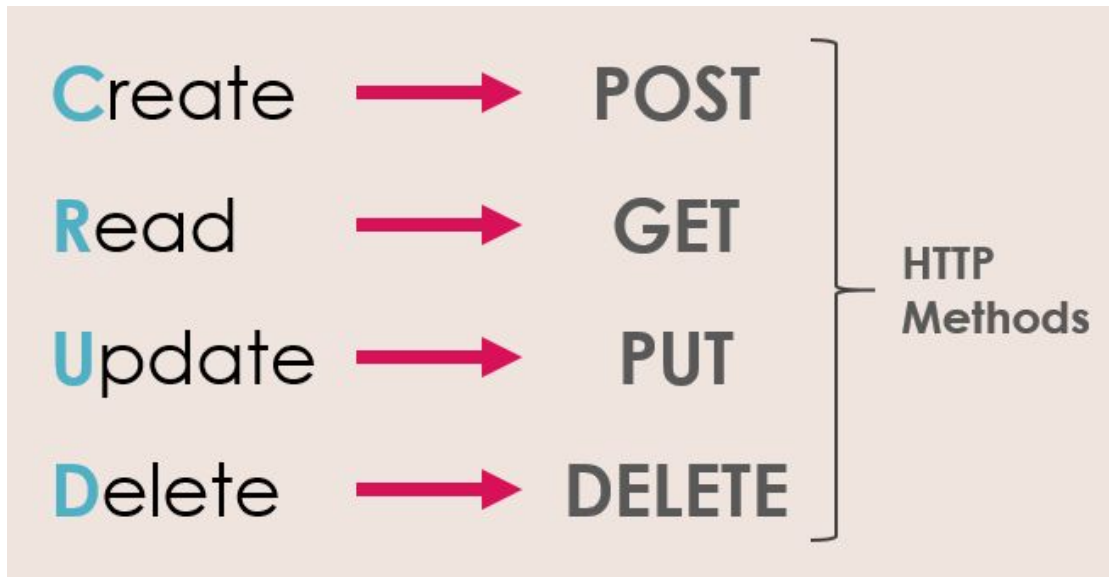 Create POST
Read GET
HTTP
Methods
Update PUT
Delete DELETE